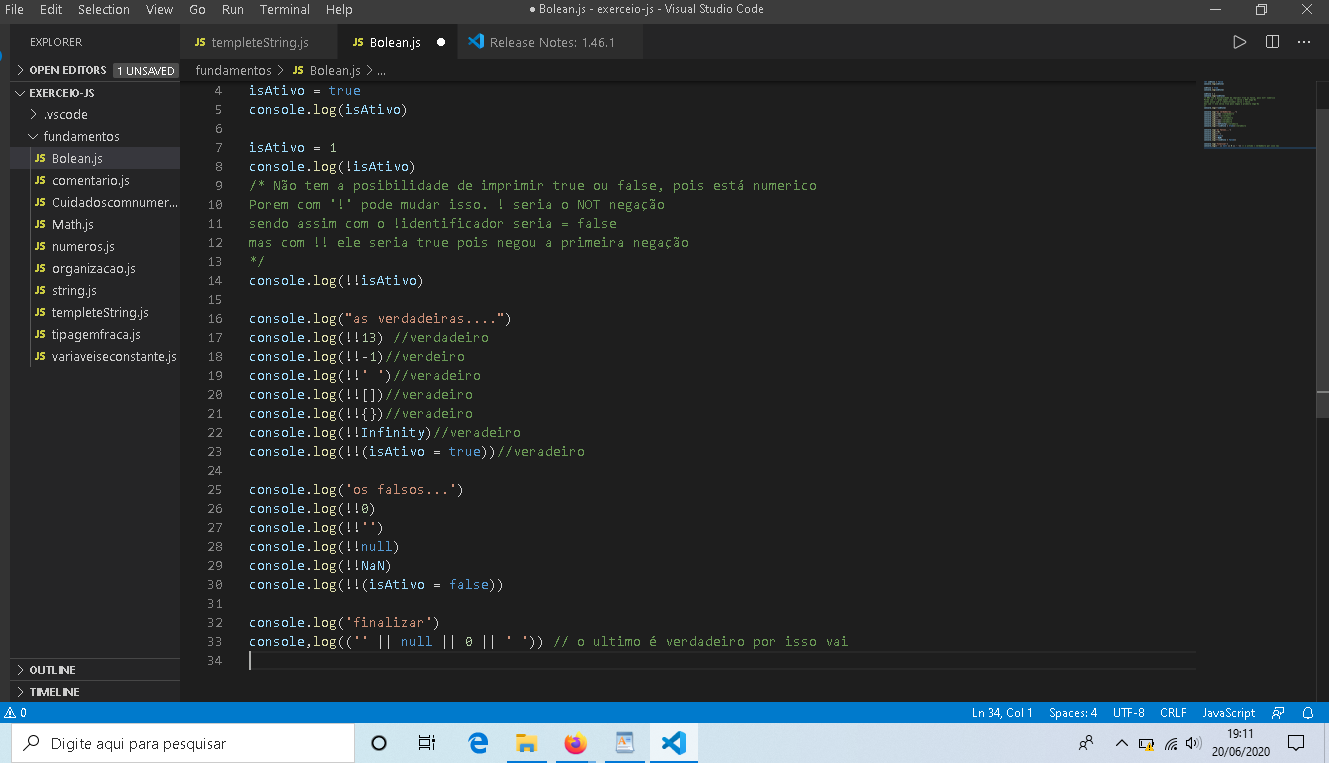 File Edit Selection View Go Run Terminal Help
● Bolean.js - exerceio-js - Visual Studio Code
EXPLORER
OPEN EDITORS 1 UNSAVED
EXERCEIO-JS
.vscode
fundamentos
JS Bolean.js
JS comentario.js
JS Cuidadoscomnumer...
JS Math.js
JS numeros.js
JS organizacao.js
JS string.js
JS templeteString.js
JS tipagemfraca.js
JS variaveiseconstante.js
OUTLINE
TIMELINE
JS templeteString.js
JS Bolean.js ●
Release Notes: 1.46.1
fundamentos > JS Bolean.js > ...
4 isAtivo = true
5 console.log(isAtivo)
6
7 isAtivo = 1
8 console.log(!isAtivo)
9 /* Não tem a posibilidade de imprimir true ou false, pois está numerico
10 Porem com '!' pode mudar isso. ! seria o NOT negação
11 sendo assim com o !identificador seria = false
12 mas com !! ele seria true pois negou a primeira negação
13 */
14 console.log(!!isAtivo)
15
16 console.log("as verdadeiras....")
17 console.log(!!13) //verdadeiro
18 console.log(!!-1)//verdeiro
19 console.log(!!' ')//veradeiro
20 console.log(!![])//veradeiro
21 console.log(!!{})//veradeiro
22 console.log(!!Infinity)//veradeiro
23 console.log(!!(isAtivo = true))//veradeiro
24
25 console.log('os falsos...')
26 console.log(!!0)
27 console.log(!!'')
28 console.log(!!null)
29 console.log(!!NaN)
30 console.log(!!(isAtivo = false))
31
32 console.log('finalizar')
33 console,log(('' || null || 0 || ' ')) // o ultimo é verdadeiro por isso vai
34
0
Ln 34, Col 1 Spaces: 4 UTF-8 CRLF JavaScript
Digite aqui para pesquisar
19:11
20/06/2020